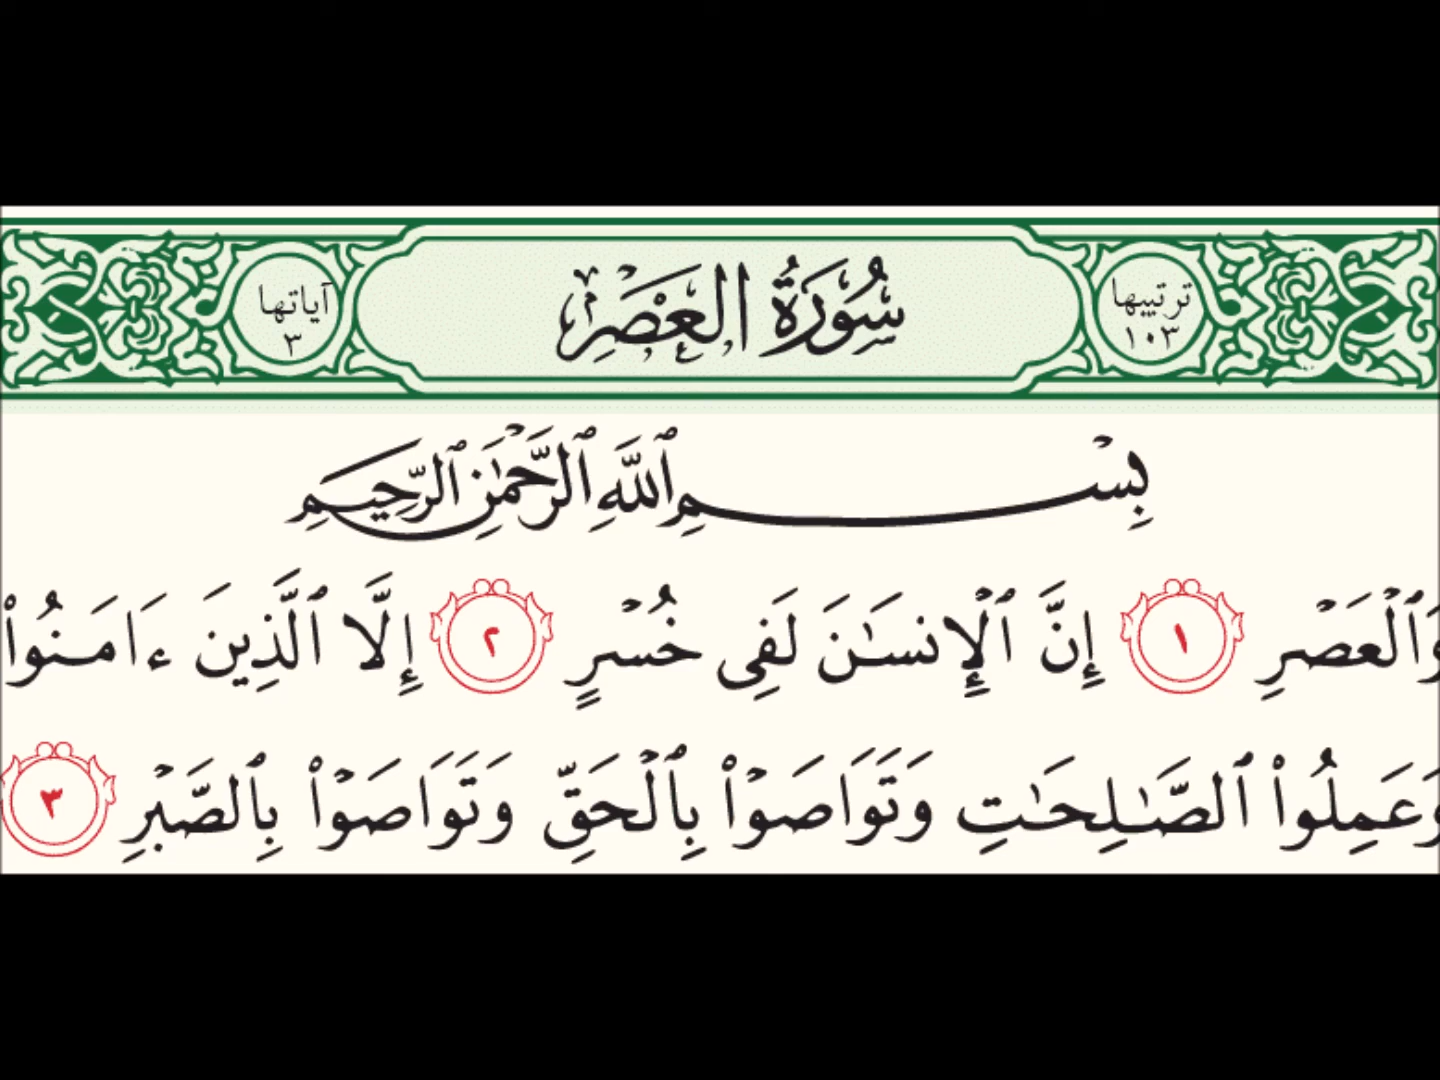 ترتيبها
١٠٣
سُورَةُ العَصْرِ
آياتها
٣
بِسْمِ ٱللَّهِ ٱلرَّحْمَٰنِ ٱلرَّحِيمِ
وَٱلْعَصْرِ ١ إِنَّ ٱلْإِنسَٰنَ لَفِى خُسْرٍ ٢ إِلَّا ٱلَّذِينَ ءَامَنُوا۟
وَعَمِلُوا۟ ٱلصَّٰلِحَٰتِ وَتَوَاصَوْا۟ بِٱلْحَقِّ وَتَوَاصَوْا۟ بِٱلصَّبْرِ ٣